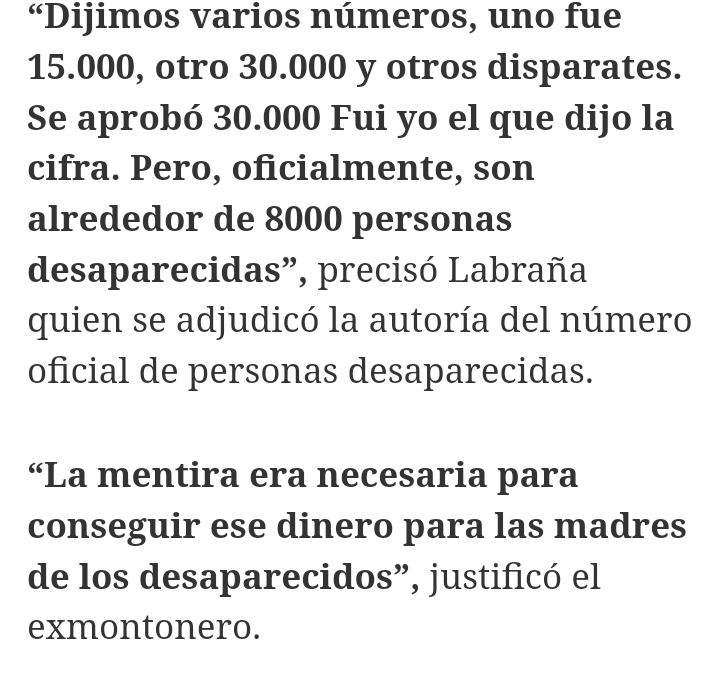 “Dijimos varios números, uno fue
15.000, otro 30.000 y otros disparates.
Se aprobó 30.000 Fui yo el que dijo la
cifra. Pero, oficialmente, son
alrededor de 8000 personas
desaparecidas”, precisó Labraña
quien se adjudicó la autoría del número
oficial de personas desaparecidas.
“La mentira era necesaria para
conseguir ese dinero para las madres
de los desaparecidos”, justificó el
exmontonero.